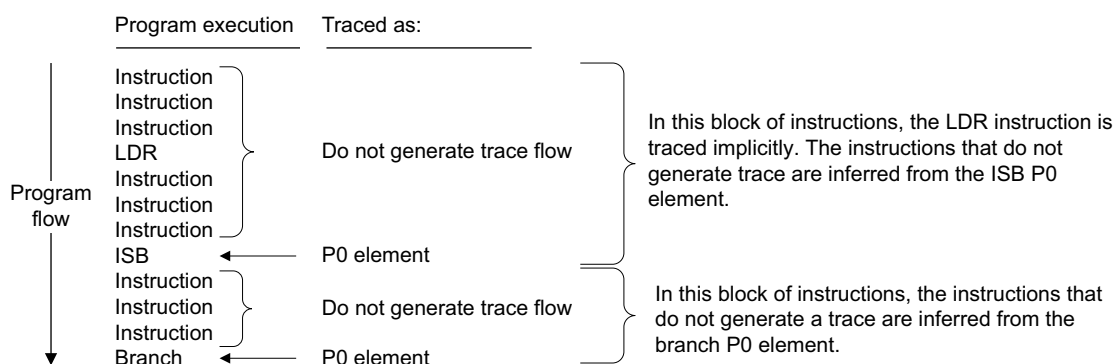 Program execution
Traced as:
Instruction
Instruction
Instruction
LDR
Instruction
Instruction
Instruction
Do not generate trace flow
In this block of instructions, the LDR instruction is
traced implicitly. The instructions that do not
generate trace are inferred from the ISB P0
element.
Program
flow
ISB
P0 element
Instruction
Instruction
Instruction
Do not generate trace flow
In this block of instructions, the instructions that
do not generate a trace are inferred from the
branch P0 element.
Branch
P0 element